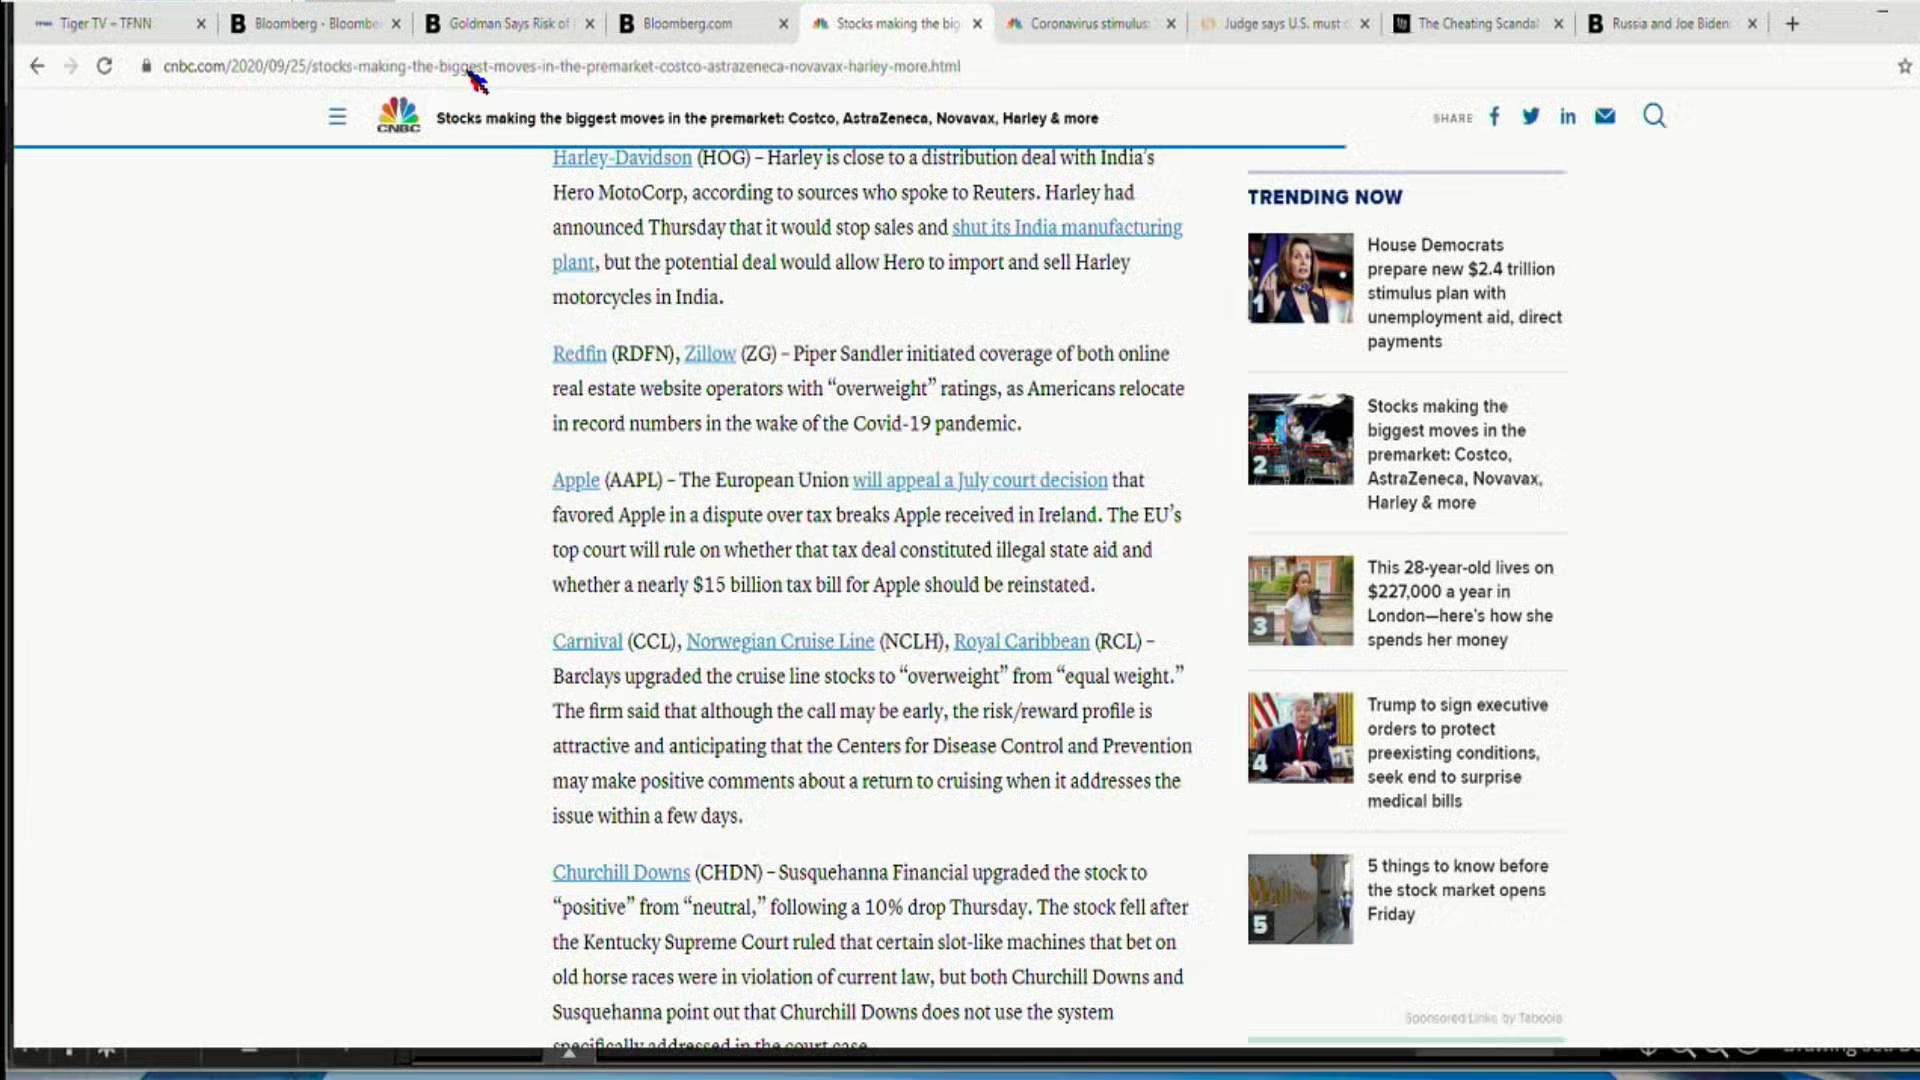 Tiger TV – TFNN
Bloomberg - Bloombe
Goldman Says Risk of
Bloomberg.com
Stocks making the big
Coronavirus stimulus:
Judge says U.S. must c
The Cheating Scandal
Russia and Joe Biden:
cnbc.com/2020/09/25/stocks-making-the-biggest-moves-in-the-premarket-costco-astrazeneca-novavax-harley-more.html
CNBC
Stocks making the biggest moves in the premarket: Costco, AstraZeneca, Novavax, Harley & more
SHARE
Harley-Davidson (HOG) – Harley is close to a distribution deal with India’s
Hero MotoCorp, according to sources who spoke to Reuters. Harley had
announced Thursday that it would stop sales and shut its India manufacturing
plant, but the potential deal would allow Hero to import and sell Harley
motorcycles in India.
Redfin (RDFN), Zillow (ZG) – Piper Sandler initiated coverage of both online
real estate website operators with “overweight” ratings, as Americans relocate
in record numbers in the wake of the Covid-19 pandemic.
Apple (AAPL) – The European Union will appeal a July court decision that
favored Apple in a dispute over tax breaks Apple received in Ireland. The EU’s
top court will rule on whether that tax deal constituted illegal state aid and
whether a nearly $15 billion tax bill for Apple should be reinstated.
Carnival (CCL), Norwegian Cruise Line (NCLH), Royal Caribbean (RCL) –
Barclays upgraded the cruise line stocks to “overweight” from “equal weight.”
The firm said that although the call may be early, the risk/reward profile is
attractive and anticipating that the Centers for Disease Control and Prevention
may make positive comments about a return to cruising when it addresses the
issue within a few days.
Churchill Downs (CHDN) – Susquehanna Financial upgraded the stock to
“positive” from “neutral,” following a 10% drop Thursday. The stock fell after
the Kentucky Supreme Court ruled that certain slot-like machines that bet on
old horse races were in violation of current law, but both Churchill Downs and
Susquehanna point out that Churchill Downs does not use the system
specifically addressed in the court case.
TRENDING NOW
1
House Democrats
prepare new $2.4 trillion
stimulus plan with
unemployment aid, direct
payments
2
Stocks making the
biggest moves in the
premarket: Costco,
AstraZeneca, Novavax,
Harley & more
3
This 28-year-old lives on
$227,000 a year in
London—here’s how she
spends her money
4
Trump to sign executive
orders to protect
preexisting conditions,
seek end to surprise
medical bills
5
5 things to know before
the stock market opens
Friday
Sponsored Links by Taboola